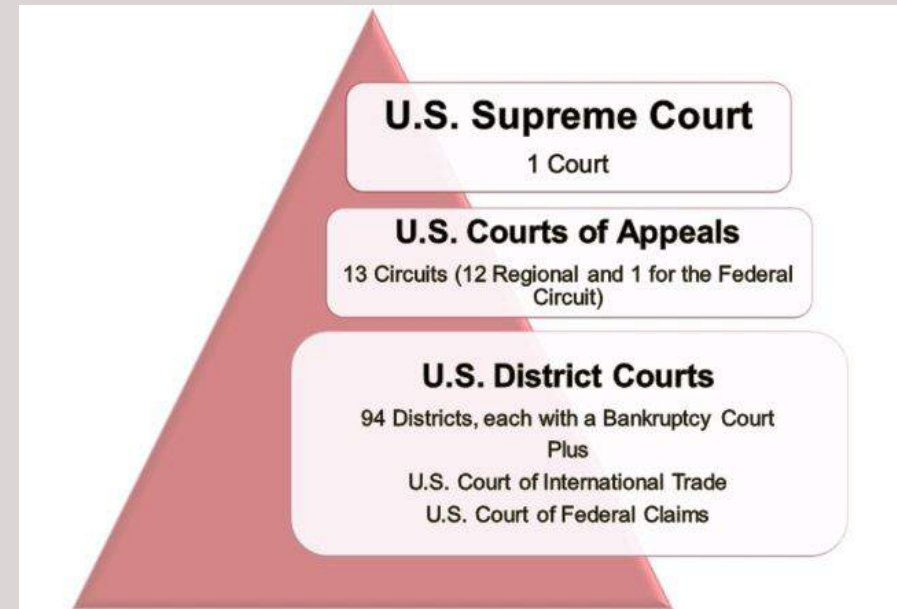 U.S. Supreme Court
1 Court
U.S. Courts of Appeals
13 Circuits (12 Regional and 1 for the Federal
Circuit)
U.S. District Courts
94 Districts, each with a Bankruptcy Court
Plus
U.S. Court of International Trade
U.S. Court of Federal Claims